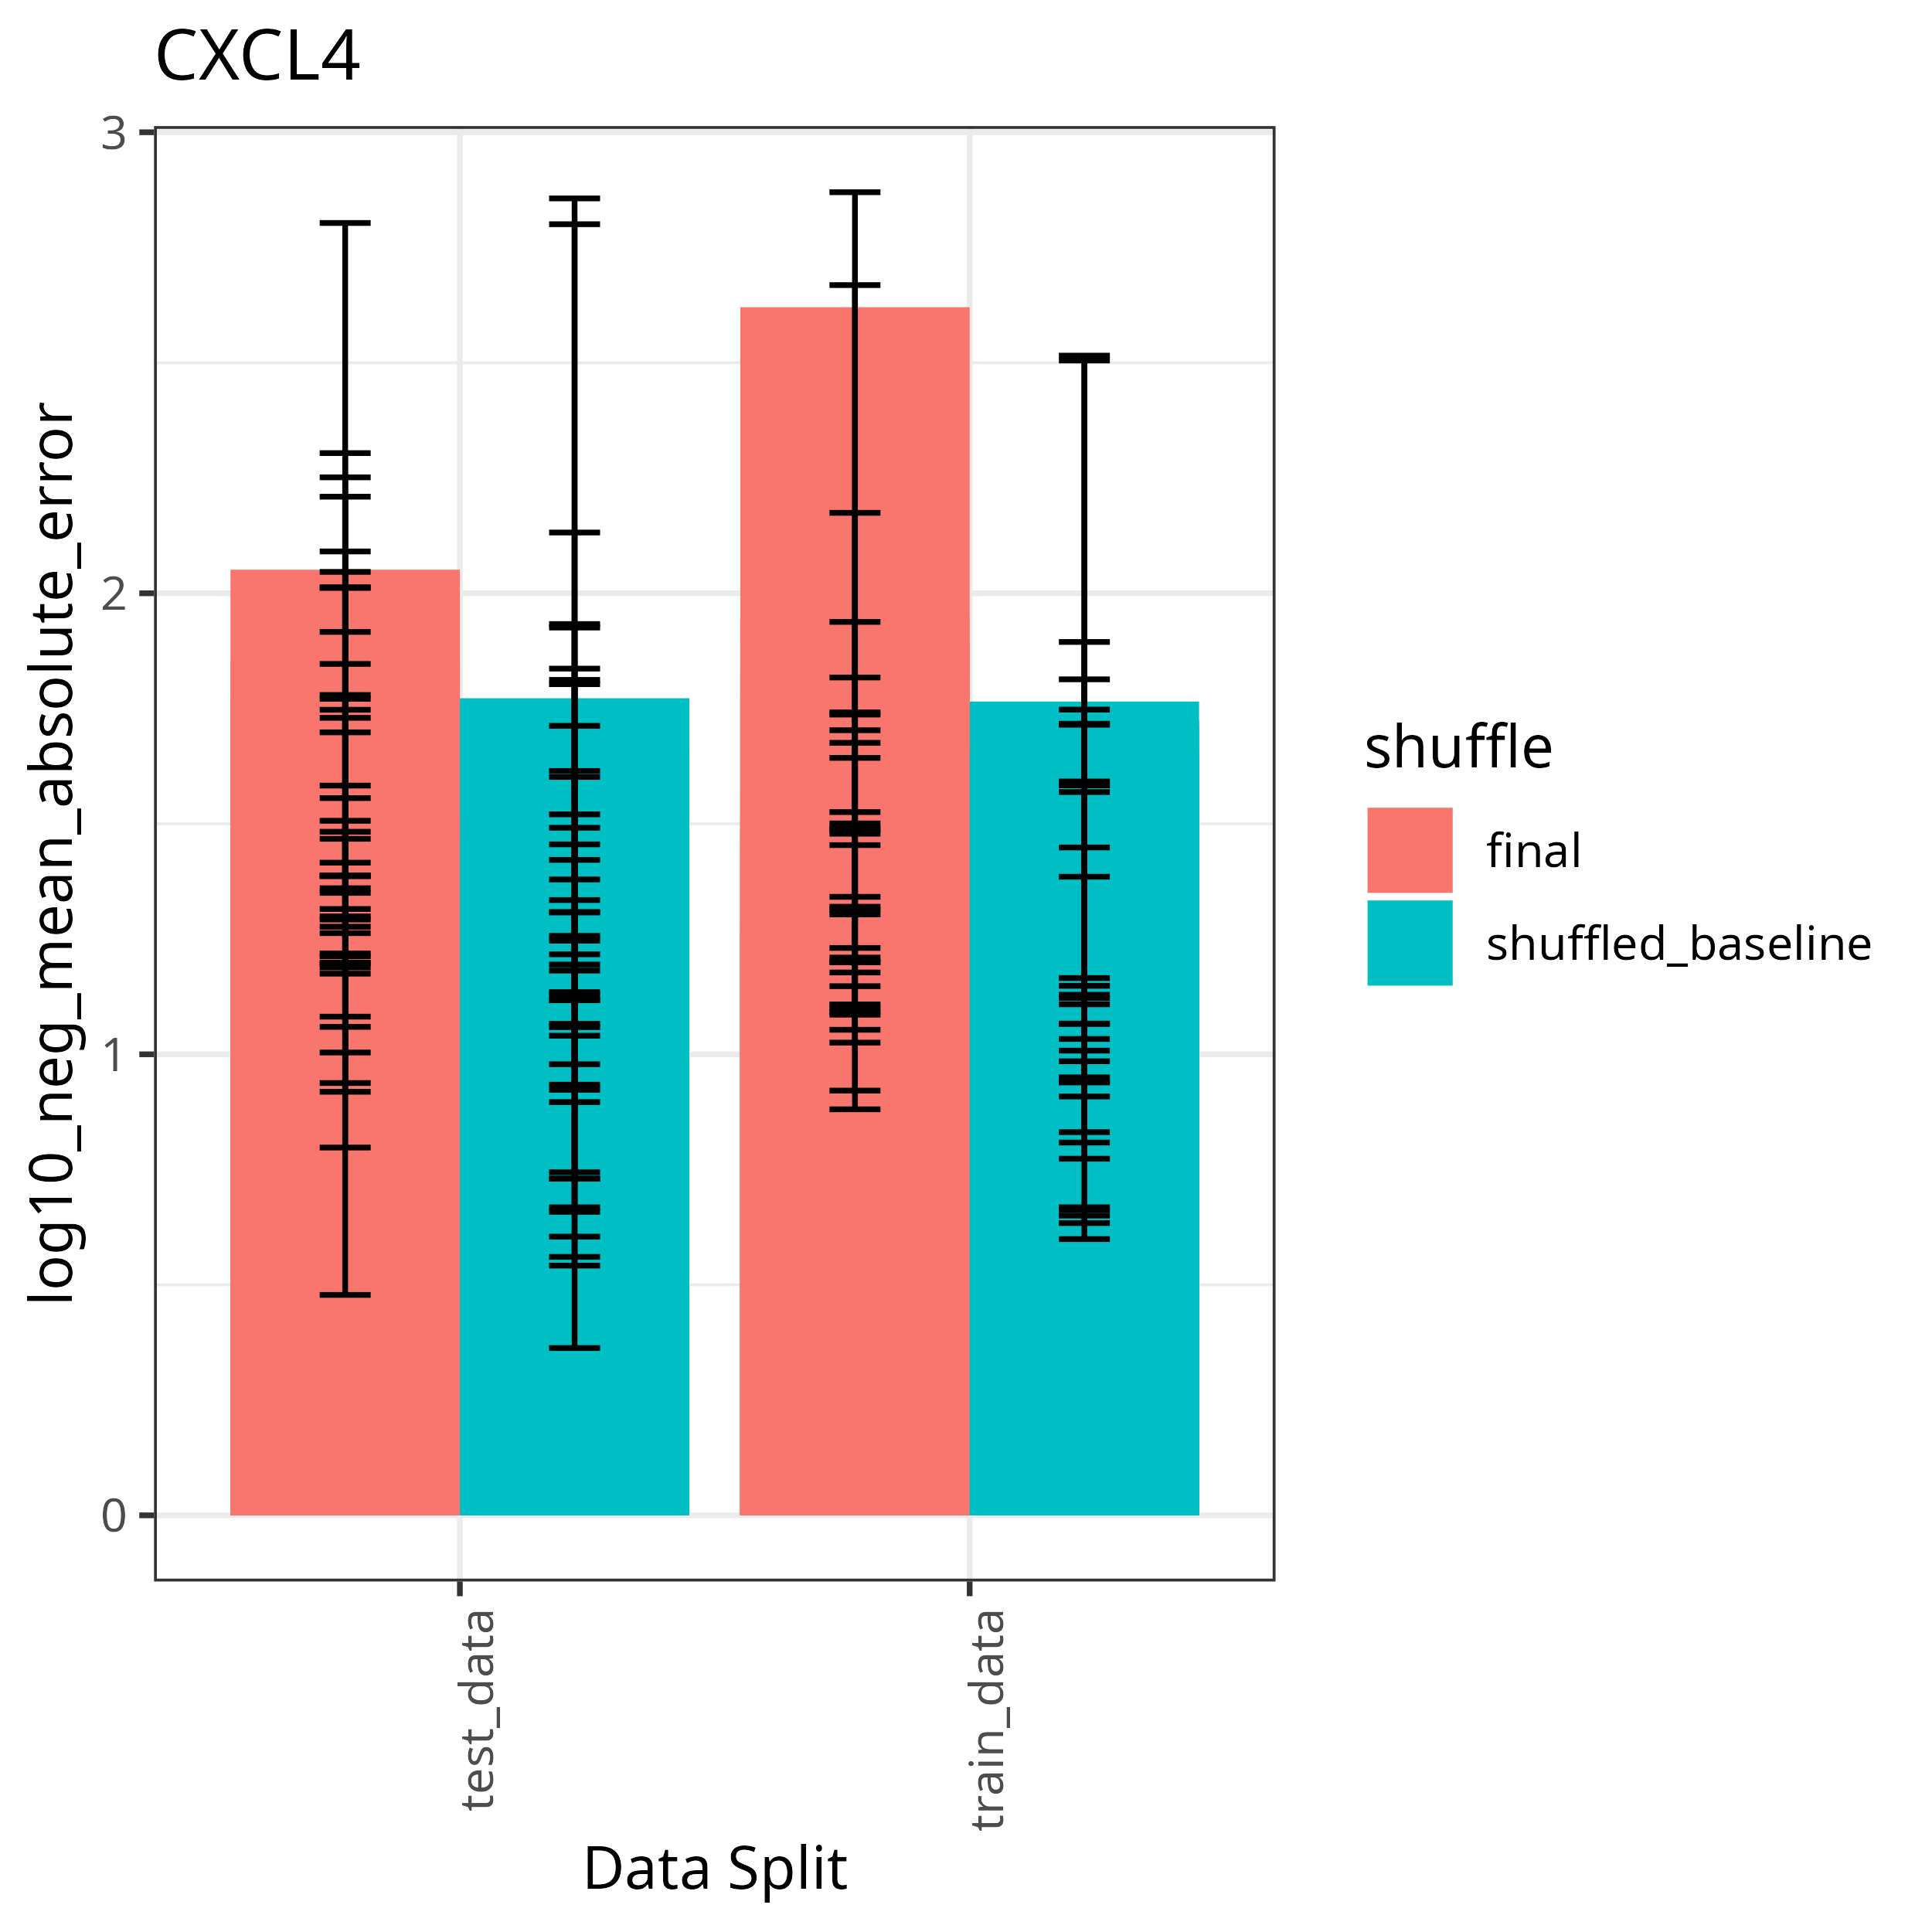 CXCL4
log10_neg_mean_absolute_error
3
2
1
0
test_data
train_data
Data Split
shuffle
final
shuffled_baseline